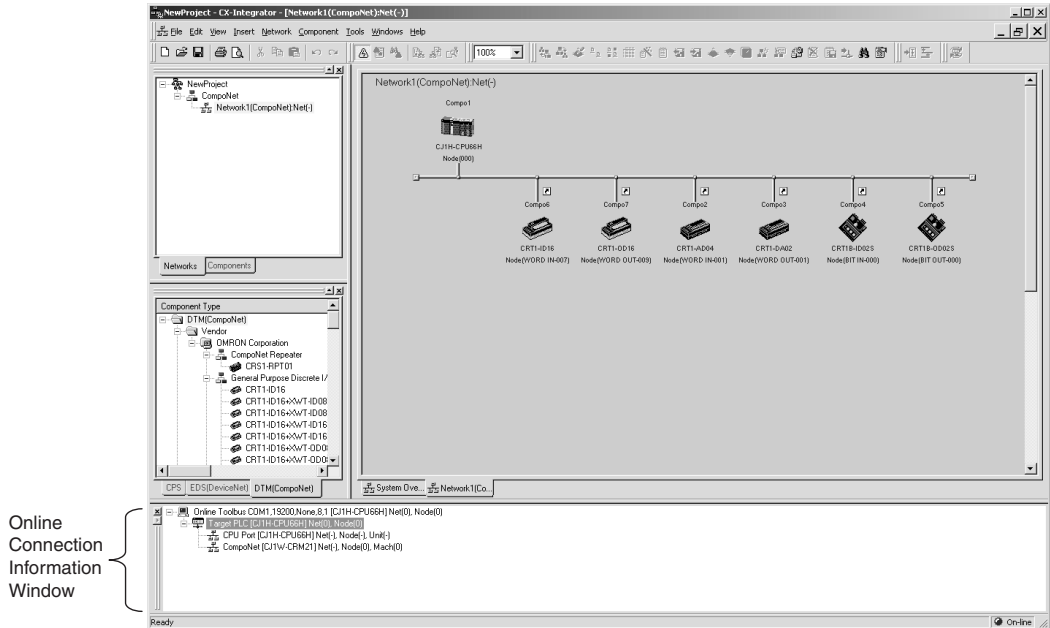 NewProject - CX-Integrator - [Network1(CompoNet):Net(-)]
File Edit View Insert Network Component Tools Windows Help
100%
NewProject
CompoNet
Network1(CompoNet):Net(-)
Networks Components
Component Type
DTM(CompoNet)
Vendor
OMRON Corporation
CompoNet Repeater
CRS1-RPT01
General Purpose Discrete I/
CRT1-ID16
CRT1-ID16+XWT-ID08
CRT1-ID16+XWT-ID08
CRT1-ID16+XWT-ID16
CRT1-ID16+XWT-ID16
CRT1-ID16+XWT-OD08
CRT1-ID16+XWT-OD08
CPS EDS(DeviceNet) DTM(CompoNet)
Network1(CompoNet):Net(-)
Compo1
CJ1H-CPU66H
Node(000)
Compo6 Compo7 Compo2 Compo3 Compo4 Compo5
CRT1-ID16 CRT1-OD16 CRT1-AD04 CRT1-DA02 CRT1B-ID02S CRT1B-OD02S
Node(WORD IN-007) Node(WORD OUT-009) Node(WORD IN-001) Node(WORD OUT-001) Node(BIT IN-000) Node(BIT OUT-000)
System Ove... Network1(Co...
Online Connection Information Window
Online Toolbus COM1,19200,None,8,1 [CJ1H-CPU66H] Net(0), Node(0)
Target PLC [CJ1H-CPU66H] Net(0), Node(0)
CPU Port [CJ1H-CPU66H] Net(-), Node(-), Unit(-)
CompoNet [CJ1W-CRM21] Net(-), Node(0), Mach(0)
Ready
On-line